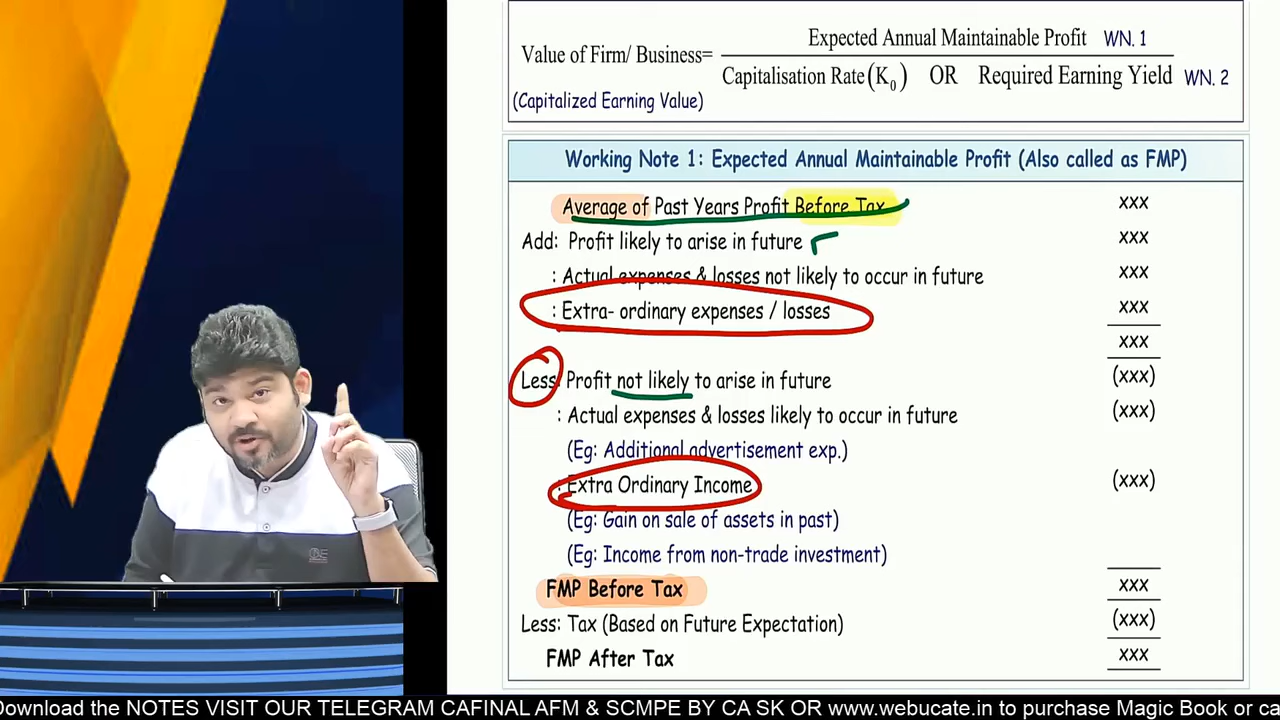 Expected Annual Maintainable Profit WN. 1
Value of Firm/ Business=
Capitalisation Rate (K0) OR Required Earning Yield WN. 2
(Capitalized Earning Value)
Working Note 1: Expected Annual Maintainable Profit (Also called as FMP)
Average of Past Years Profit Before Tax xxx
Add: Profit likely to arise in future xxx
: Actual expenses & losses not likely to occur in future xxx
: Extra- ordinary expenses / losses xxx
xxx
Less: Profit not likely to arise in future (xxx)
: Actual expenses & losses likely to occur in future (xxx)
(Eg: Additional advertisement exp.)
: Extra Ordinary Income (xxx)
(Eg: Gain on sale of assets in past)
(Eg: Income from non-trade investment)
FMP Before Tax xxx
Less: Tax (Based on Future Expectation) (xxx)
FMP After Tax xxx
Download the NOTES VISIT OUR TELEGRAM CAFINAL AFM & SCMPE BY CA SK OR www.webucate.in to purchase Magic Book or ca